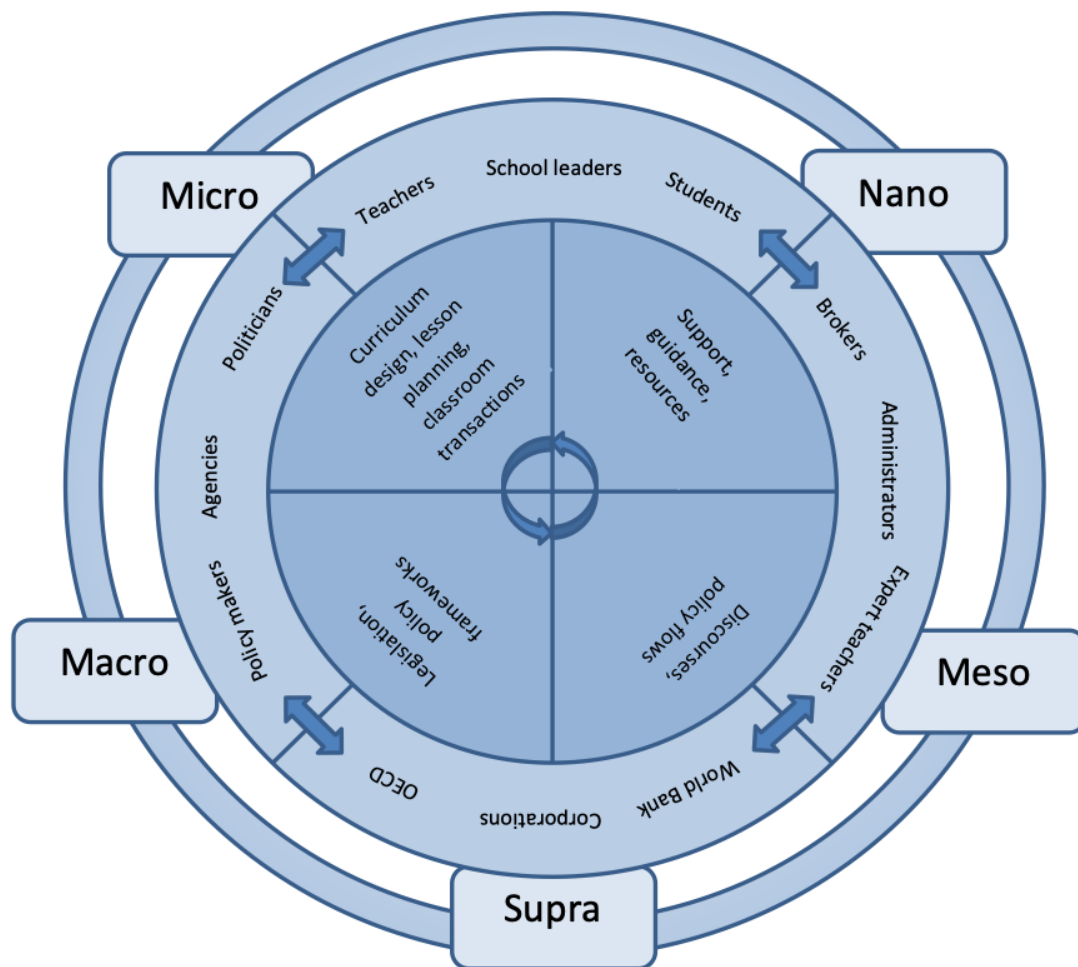 Micro
Nano
Teachers
School leaders
Students
Politicians
Brokers
Curriculum
design, lesson
planning,
classroom
transactions
Support,
guidance,
resources
Agencies
Administrators
Policy makers
Expert teachers
Legislation,
policy
frameworks
Discourses,
policy flows
Macro
Meso
OECD
Corporations
World Bank
Supra